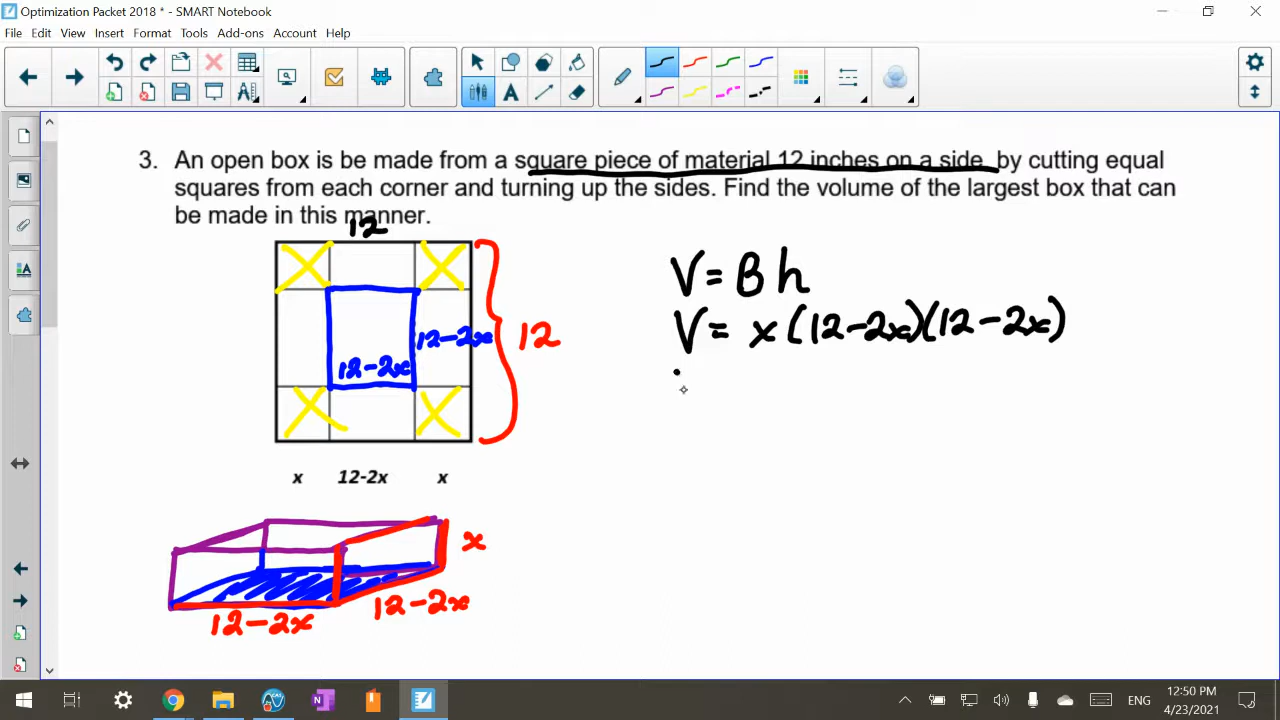 Optimization Packet 2018 * - SMART Notebook
File Edit View Insert Format Tools Add-ons Account Help
3. An open box is be made from a square piece of material 12 inches on a side by cutting equal
squares from each corner and turning up the sides. Find the volume of the largest box that can
be made in this manner.
12
12
12-2x
12-2x
x 12-2x x
x
12-2x
12-2x
V = Bh
V = x(12-2x)(12-2x)
ENG
12:50 PM
4/23/2021